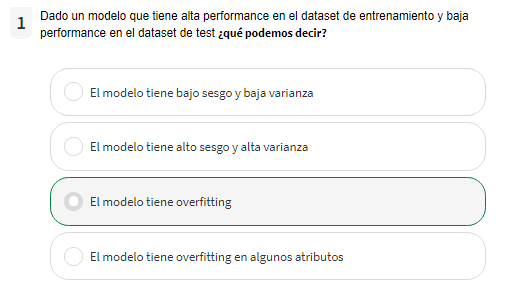 1
Dado un modelo que tiene alta performance en el dataset de entrenamiento y baja
performance en el dataset de test ¿qué podemos decir?
El modelo tiene bajo sesgo y baja varianza
El modelo tiene alto sesgo y alta varianza
El modelo tiene overfitting
El modelo tiene overfitting en algunos atributos